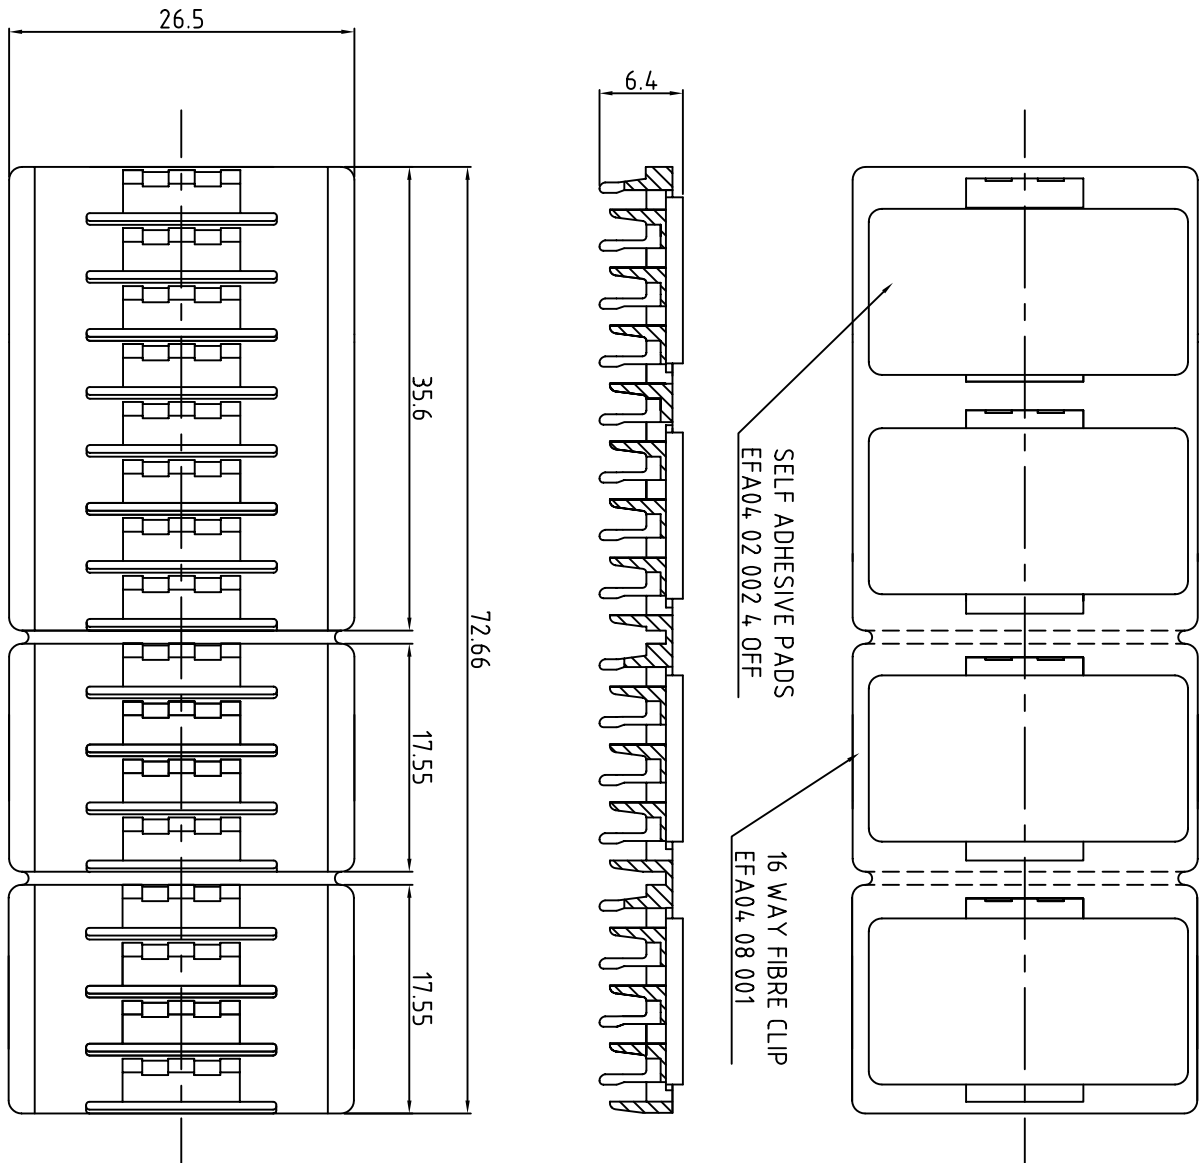 26.5
6.4
35.6
72.66
17.55
17.55
SELF ADHESIVE PADS
EFA04 02 002 4 OFF
16 WAY FIBRE CLIP
EFA04 08 001